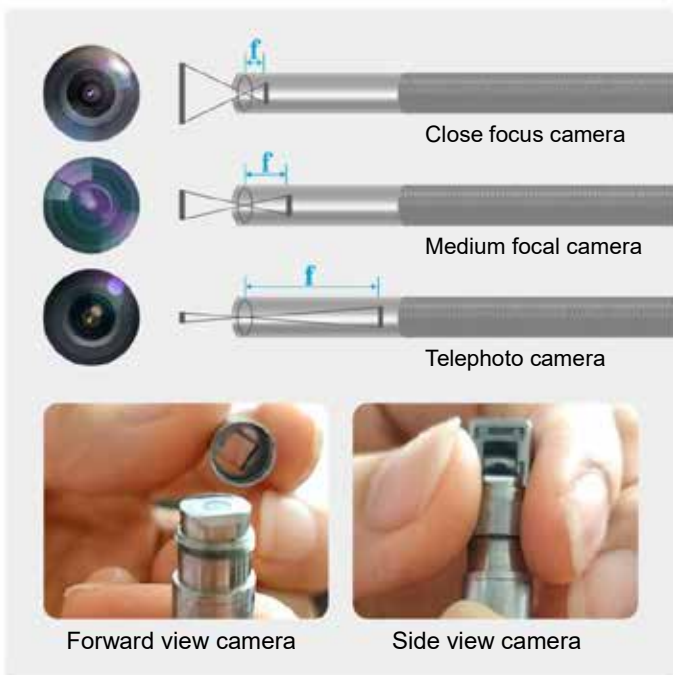 f
Close focus camera
f
Medium focal camera
f
Telephoto camera
Forward view camera
Side view camera